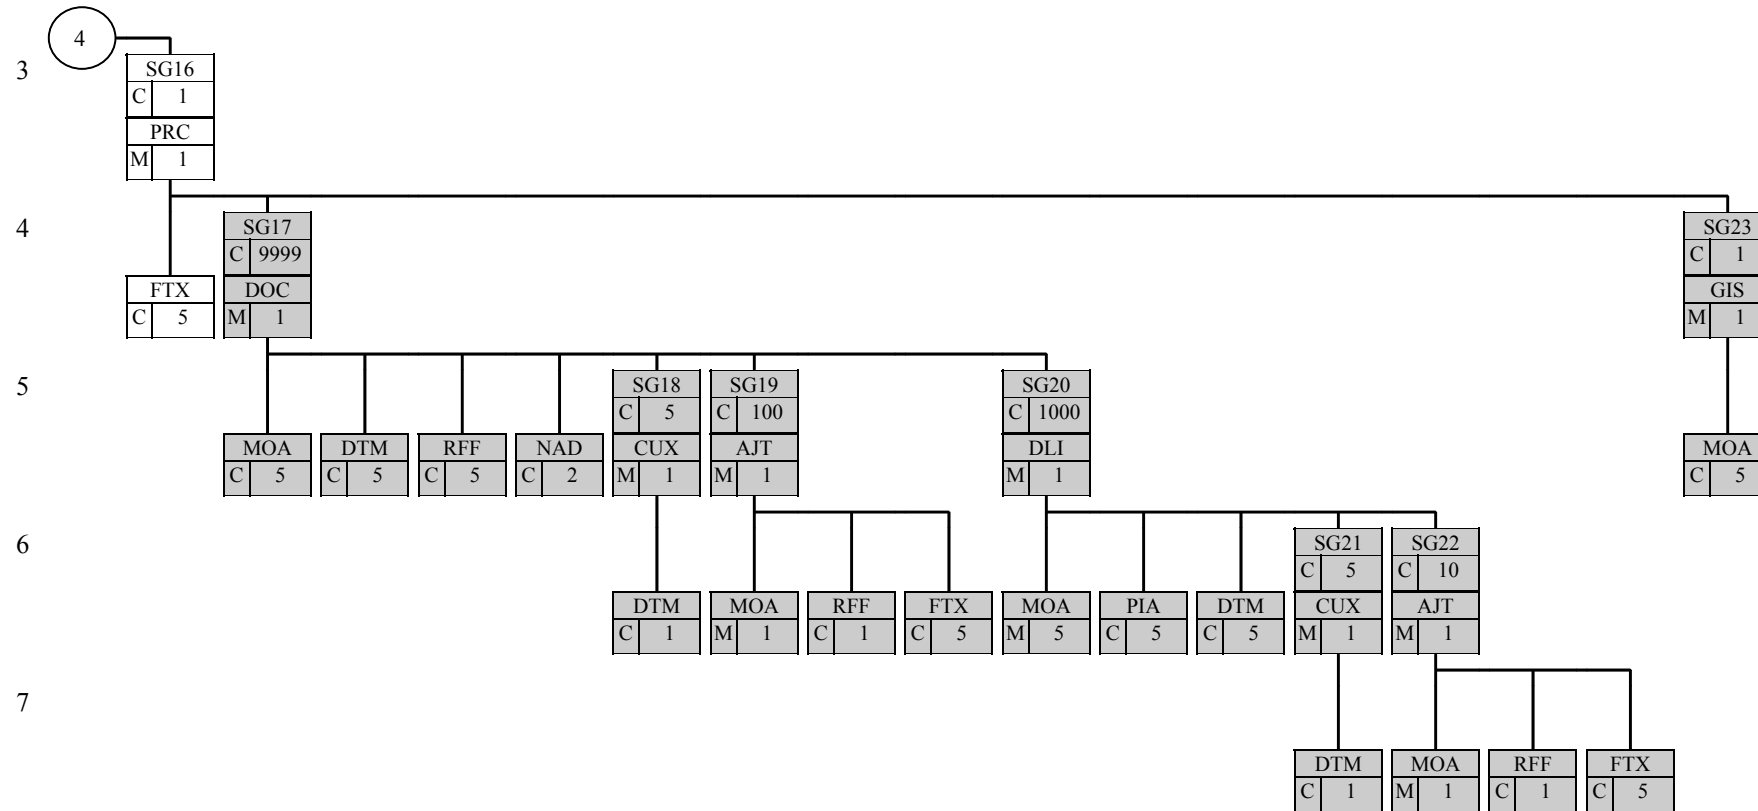 4
3
SG16
C 1
PRC
M 1
4
SG17 SG23
C 9999 C 1
FTX DOC GIS
C 5 M 1 M 1
5
SG18 SG19 SG20
C 5 C 100 C 1000
MOA DTM RFF NAD CUX AJT DLI MOA
C 5 C 5 C 5 C 2 M 1 M 1 M 1 C 5
6
SG21 SG22
C 5 C 10
DTM MOA RFF FTX MOA PIA DTM CUX AJT
C 1 M 1 C 1 C 5 M 5 C 5 C 5 M 1 M 1
7
DTM MOA RFF FTX
C 1 M 1 C 1 C 5